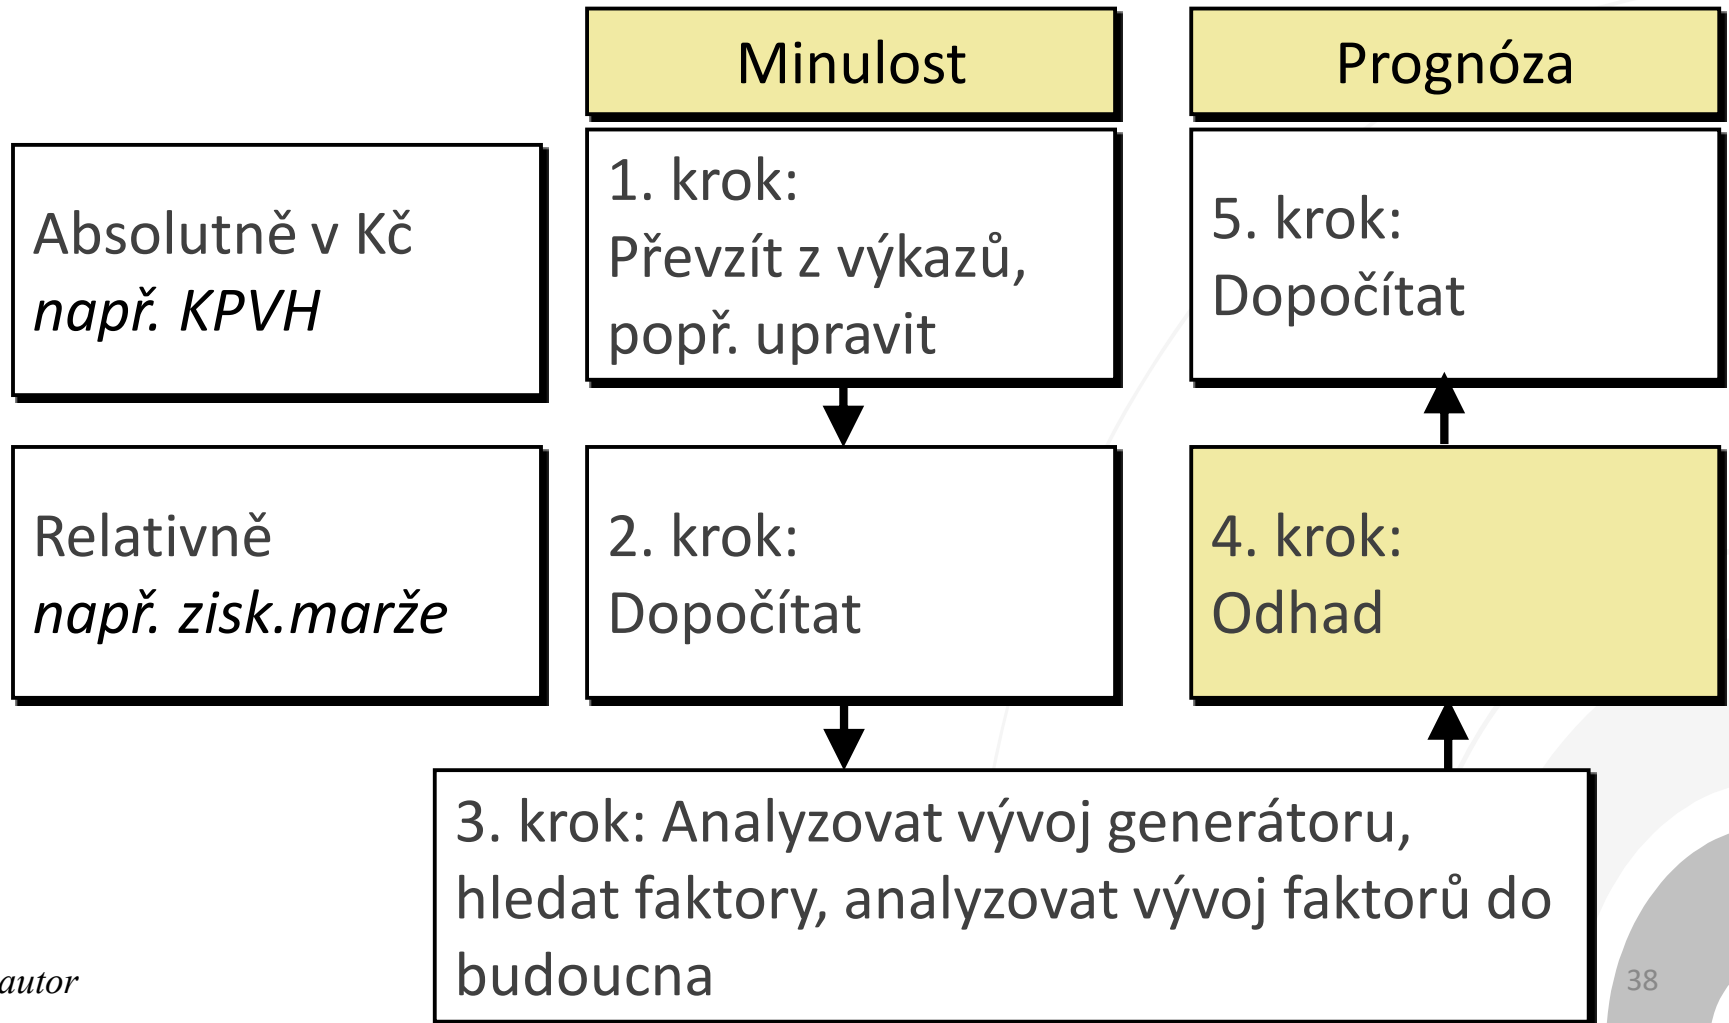 Minulost
Prognóza
Absolutně v Kč
např. KPVH
1. krok:
Převzít z výkazů,
popř. upravit
5. krok:
Dopočítat
Relativně
např. zisk.marže
2. krok:
Dopočítat
4. krok:
Odhad
3. krok: Analyzovat vývoj generátoru,
hledat faktory, analyzovat vývoj faktorů do
budoucna
autor
38